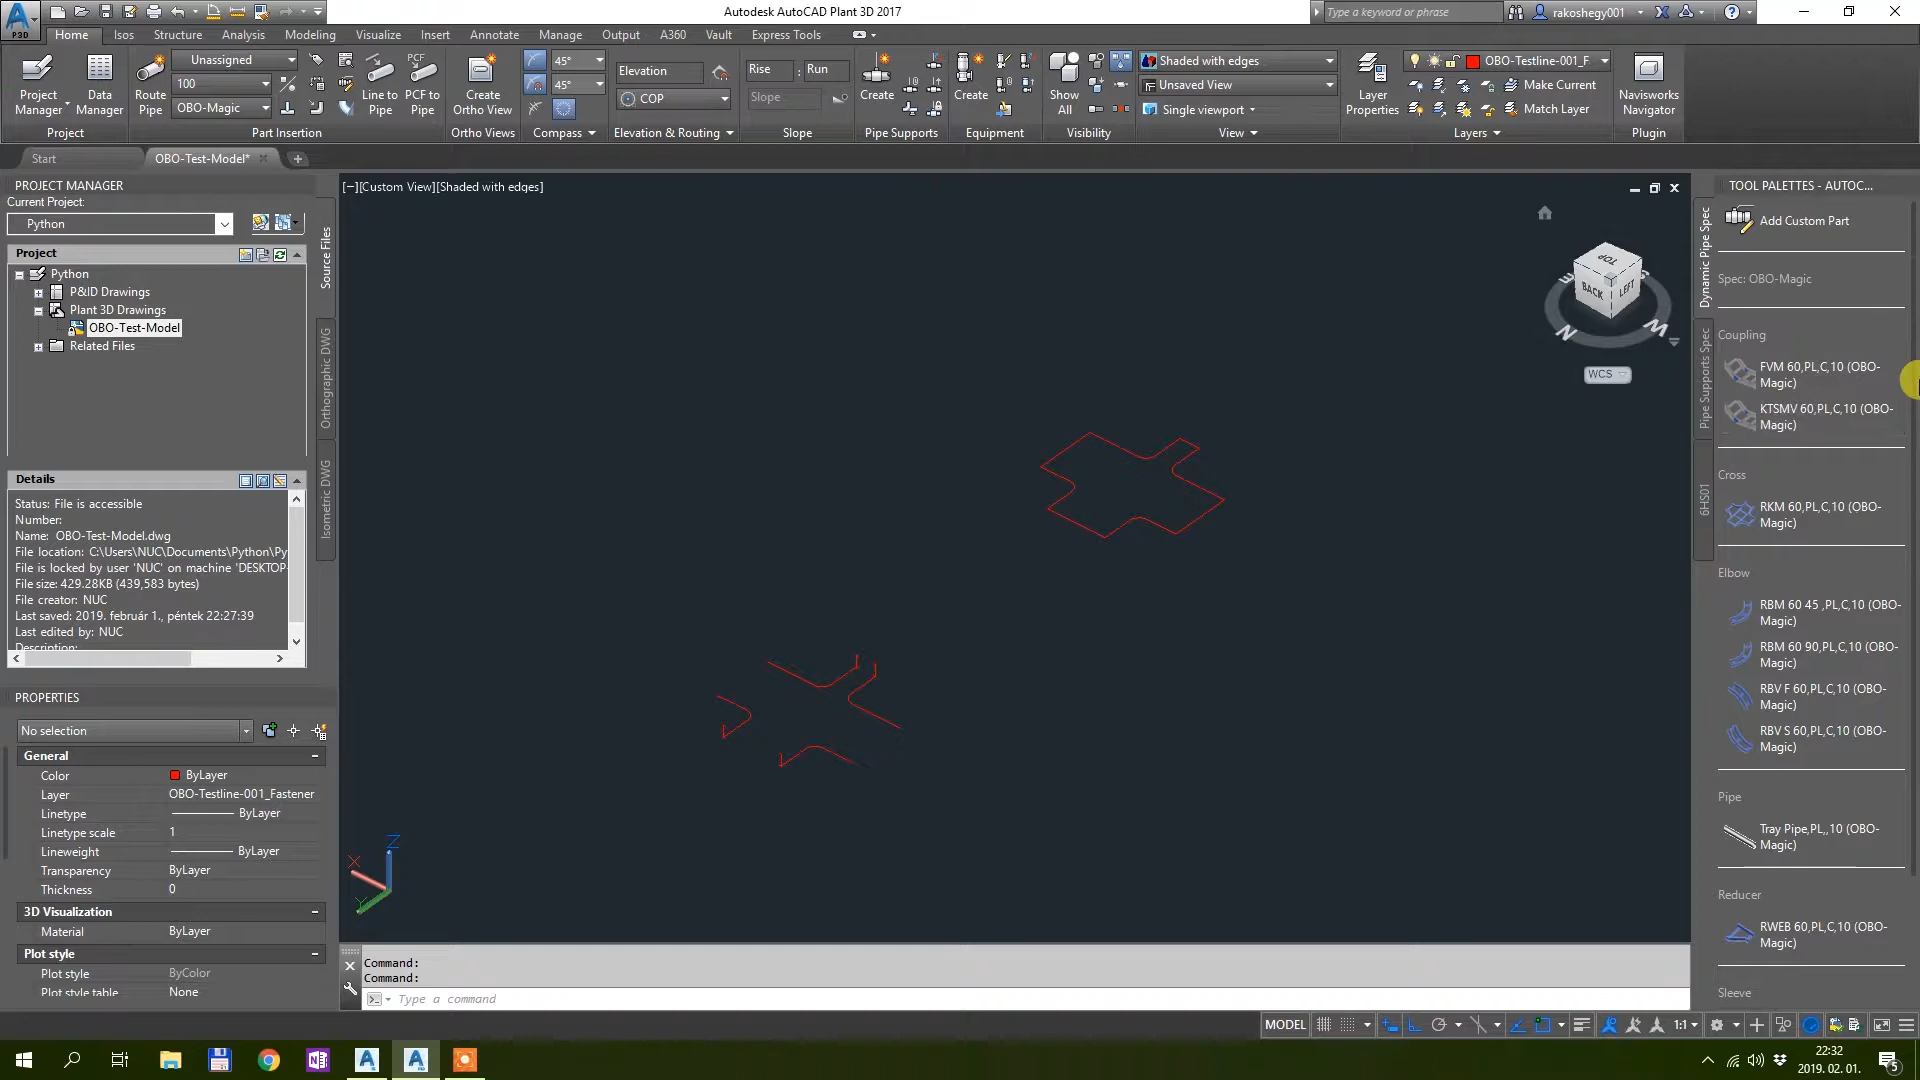 Autodesk AutoCAD Plant 3D 2017
Type a keyword or phrase
rakoshegy001
P3D
Home
Isos
Structure
Analysis
Modeling
Visualize
Insert
Annotate
Manage
Output
A360
Vault
Express Tools
Project
Manager
Data
Manager
Project
Route
Pipe
Unassigned
100
OBO-Magic
Line to
Pipe
PCF
PCF to
Pipe
Part Insertion
Create
Ortho View
Ortho Views
45°
45°
Compass
Elevation
COP
Elevation & Routing
Rise
Run
Slope
Slope
Create
Pipe Supports
Create
Equipment
Show
All
Visibility
Shaded with edges
Unsaved View
Single viewport
View
Layer
Properties
OBO-Testline-001_F
Make Current
Match Layer
Layers
Navisworks
Navigator
Plugin
Start
OBO-Test-Model*
PROJECT MANAGER
Current Project:
Python
Project
Python
P&ID Drawings
Plant 3D Drawings
OBO-Test-Model
Related Files
Source Files
Orthographic DWG
Isometric DWG
Details
Status: File is accessible
Number:
Name: OBO-Test-Model.dwg
File location: C:\Users\NUC\Documents\Python\Py
File is locked by user 'NUC' on machine 'DESKTOP-
File size: 429.28KB (439,583 bytes)
File creator: NUC
Last saved: 2019. február 1., péntek 22:27:39
Last edited by: NUC
Description:
PROPERTIES
No selection
General
Color ByLayer
Layer OBO-Testline-001_Fastener
Linetype ByLayer
Linetype scale 1
Lineweight ByLayer
Transparency ByLayer
Thickness 0
3D Visualization
Material ByLayer
Plot style
Plot style ByColor
Plot style table None
[−][Custom View][Shaded with edges]
TOP
BACK
LEFT
N
W
S
WCS
X
Y
Z
Command:
Command:
Type a command
TOOL PALETTES - AUTOC...
Dynamic Pipe Spec
Pipe Supports Spec
6HS01
Add Custom Part
Spec: OBO-Magic
Coupling
FVM 60,PL,C,10 (OBO-
Magic)
KTSMV 60,PL,C,10 (OBO-
Magic)
Cross
RKM 60,PL,C,10 (OBO-
Magic)
Elbow
RBM 60 45 ,PL,C,10 (OBO-
Magic)
RBM 60 90,PL,C,10 (OBO-
Magic)
RBV F 60,PL,C,10 (OBO-
Magic)
RBV S 60,PL,C,10 (OBO-
Magic)
Pipe
Tray Pipe,PL,,10 (OBO-
Magic)
Reducer
RWEB 60,PL,C,10 (OBO-
Magic)
Sleeve
MODEL
1:1
22:32
2019. 02. 01.
5